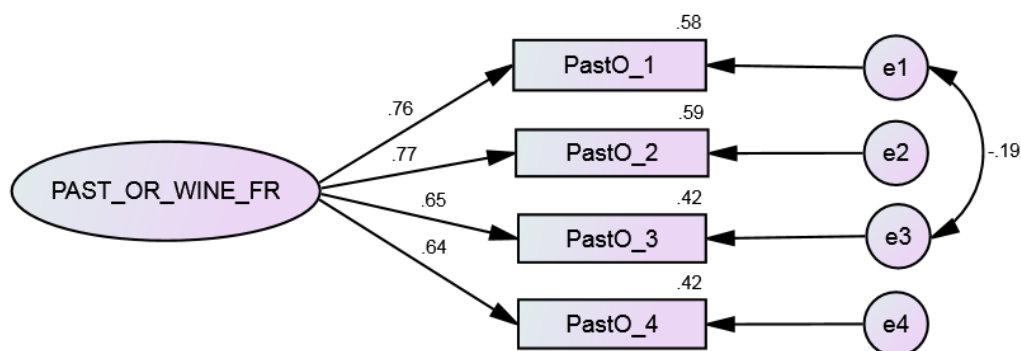 .58
PastO_1
e1
.76
.59
PastO_2
e2
-.19
.77
PAST_OR_WINE_FR
.65
.42
PastO_3
e3
.64
.42
PastO_4
e4